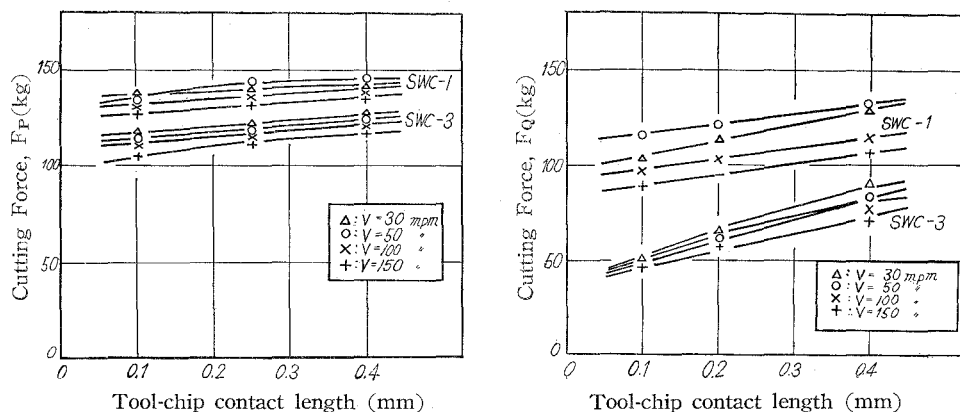 Cutting Force, FP(kg)
150
100
50
0
SWC-1
SWC-3
△ : V=30 mpm
○ : V=50 〃
× : V=100 〃
+ : V=150 〃
0 0.1 0.2 0.3 0.4
Tool-chip contact length (mm)
Cutting Force, FQ(kg)
150
100
50
0
SWC-1
SWC-3
△ : V= 30 mpm
○ : V= 50 〃
× : V=100 〃
+ : V=150 〃
0 0.1 0.2 0.3 0.4
Tool-chip contact length (mm)